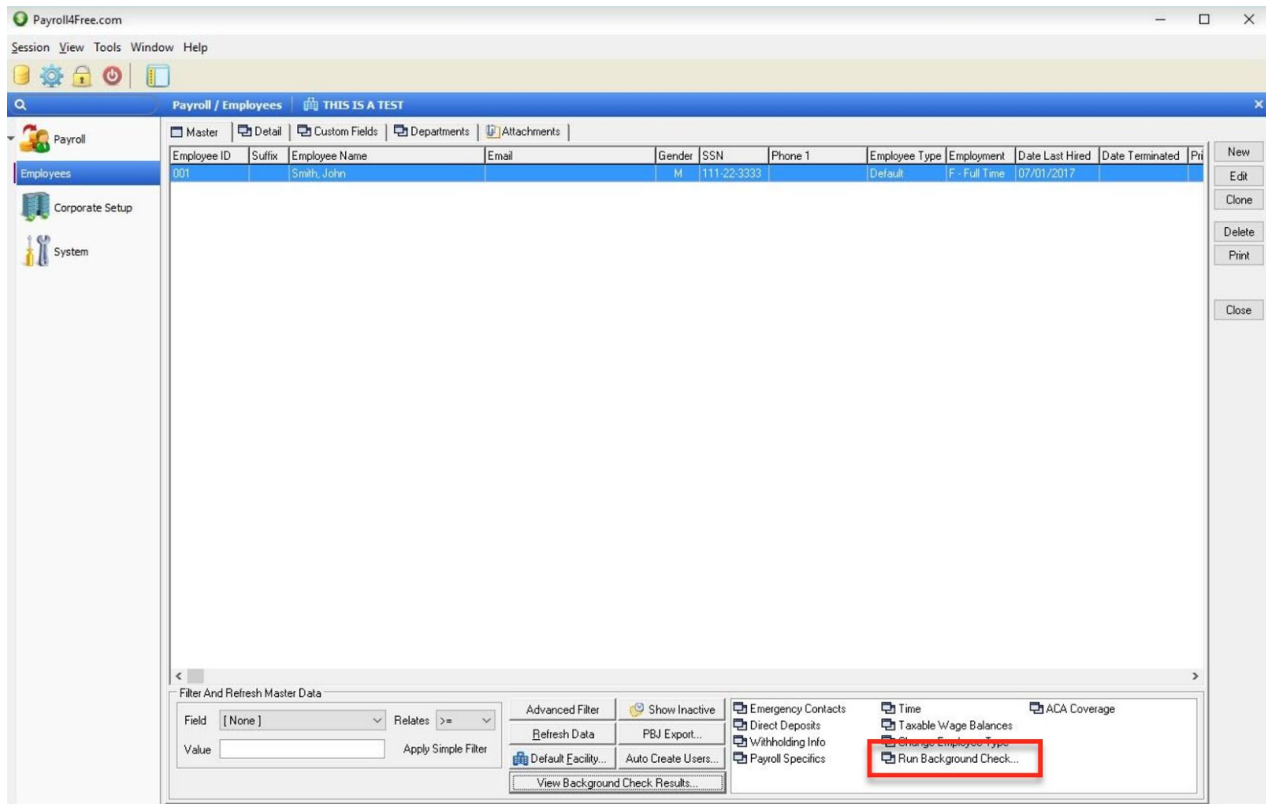 Payroll4Free.com
Session View Tools Window Help
Payroll / Employees THIS IS A TEST
Payroll
Employees
Corporate Setup
System
Master Detail Custom Fields Departments Attachments
Employee ID Suffix Employee Name Email Gender SSN Phone 1 Employee Type Employment Date Last Hired Date Terminated Pri
001 Smith, John M 111-22-3333 Default F - Full Time 07/01/2017
New
Edit
Clone
Delete
Print
Close
Filter And Refresh Master Data
Field [ None ] Relates >=
Value Apply Simple Filter
Advanced Filter Show Inactive
Refresh Data PBJ Export...
Default Facility... Auto Create Users...
View Background Check Results...
Emergency Contacts Time ACA Coverage
Direct Deposits Taxable Wage Balances
Withholding Info Change Employee Type
Payroll Specifics Run Background Check...